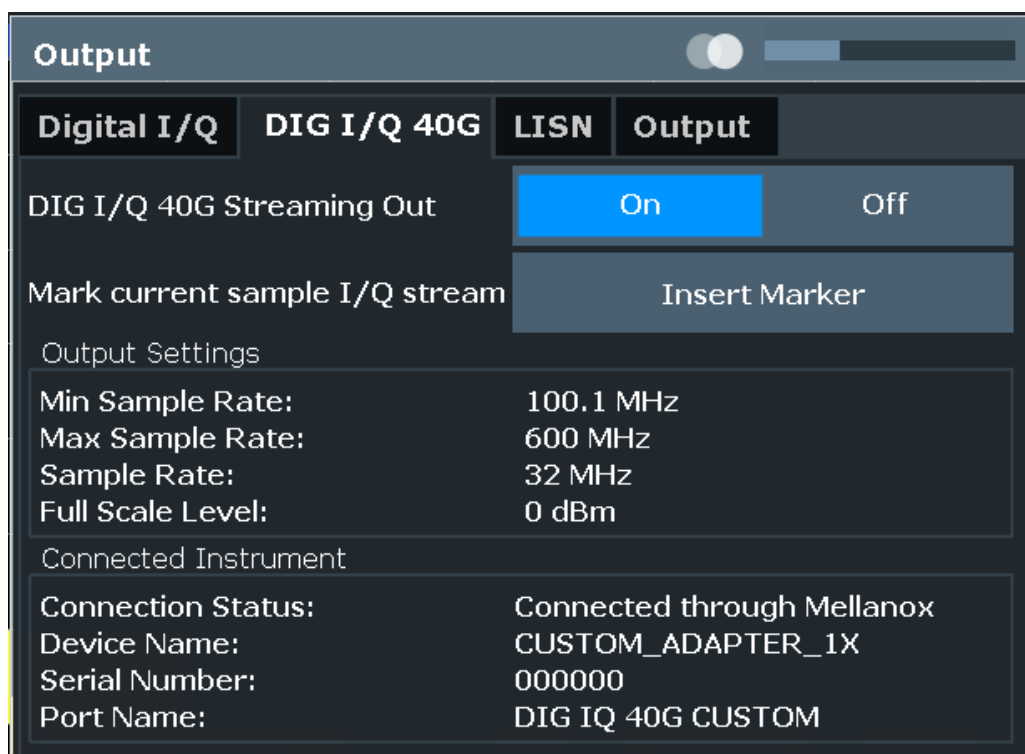 Output
Digital I/Q DIG I/Q 40G LISN Output
DIG I/Q 40G Streaming Out On Off
Mark current sample I/Q stream Insert Marker
Output Settings
Min Sample Rate: 100.1 MHz
Max Sample Rate: 600 MHz
Sample Rate: 32 MHz
Full Scale Level: 0 dBm
Connected Instrument
Connection Status: Connected through Mellanox
Device Name: CUSTOM_ADAPTER_1X
Serial Number: 000000
Port Name: DIG IQ 40G CUSTOM